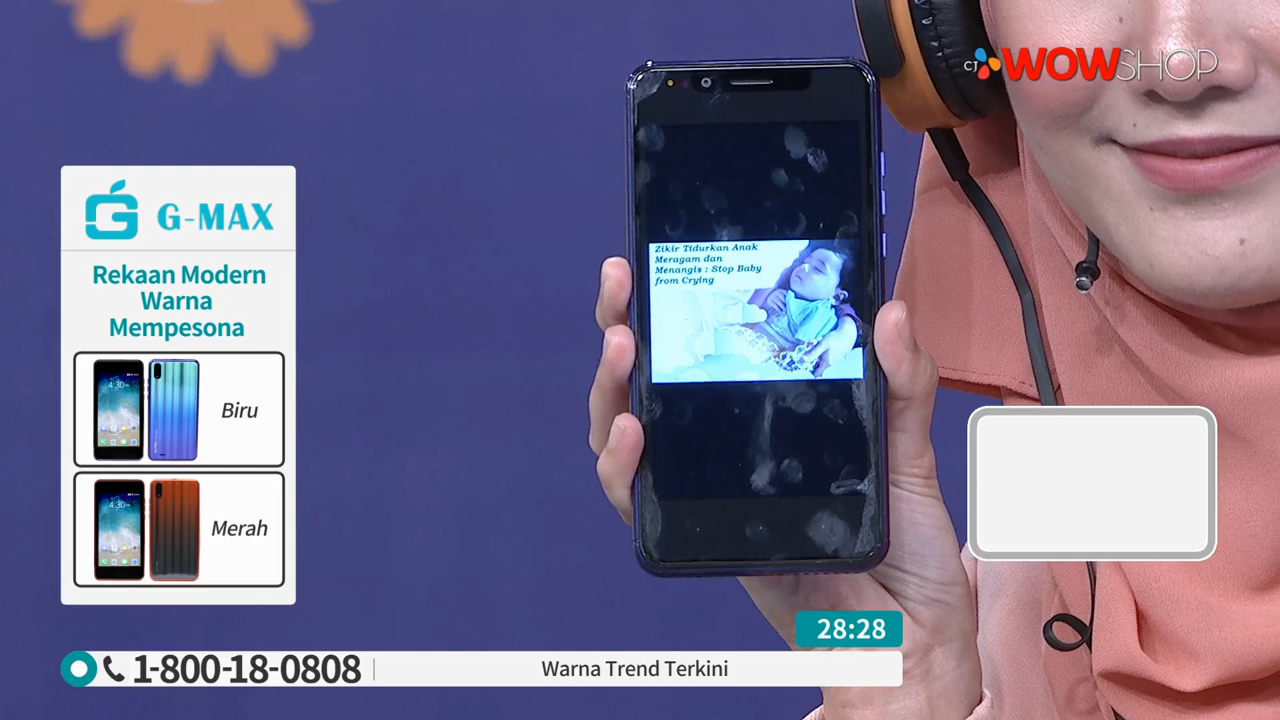 CJ WOWSHOP
G-MAX
Rekaan Modern
Warna
Mempesona
4:30
Biru
4:30
Merah
Zikir Tidurkan Anak
Meragam dan
Menangis : Stop Baby
from Crying
28:28
1-800-18-0808
Warna Trend Terkini